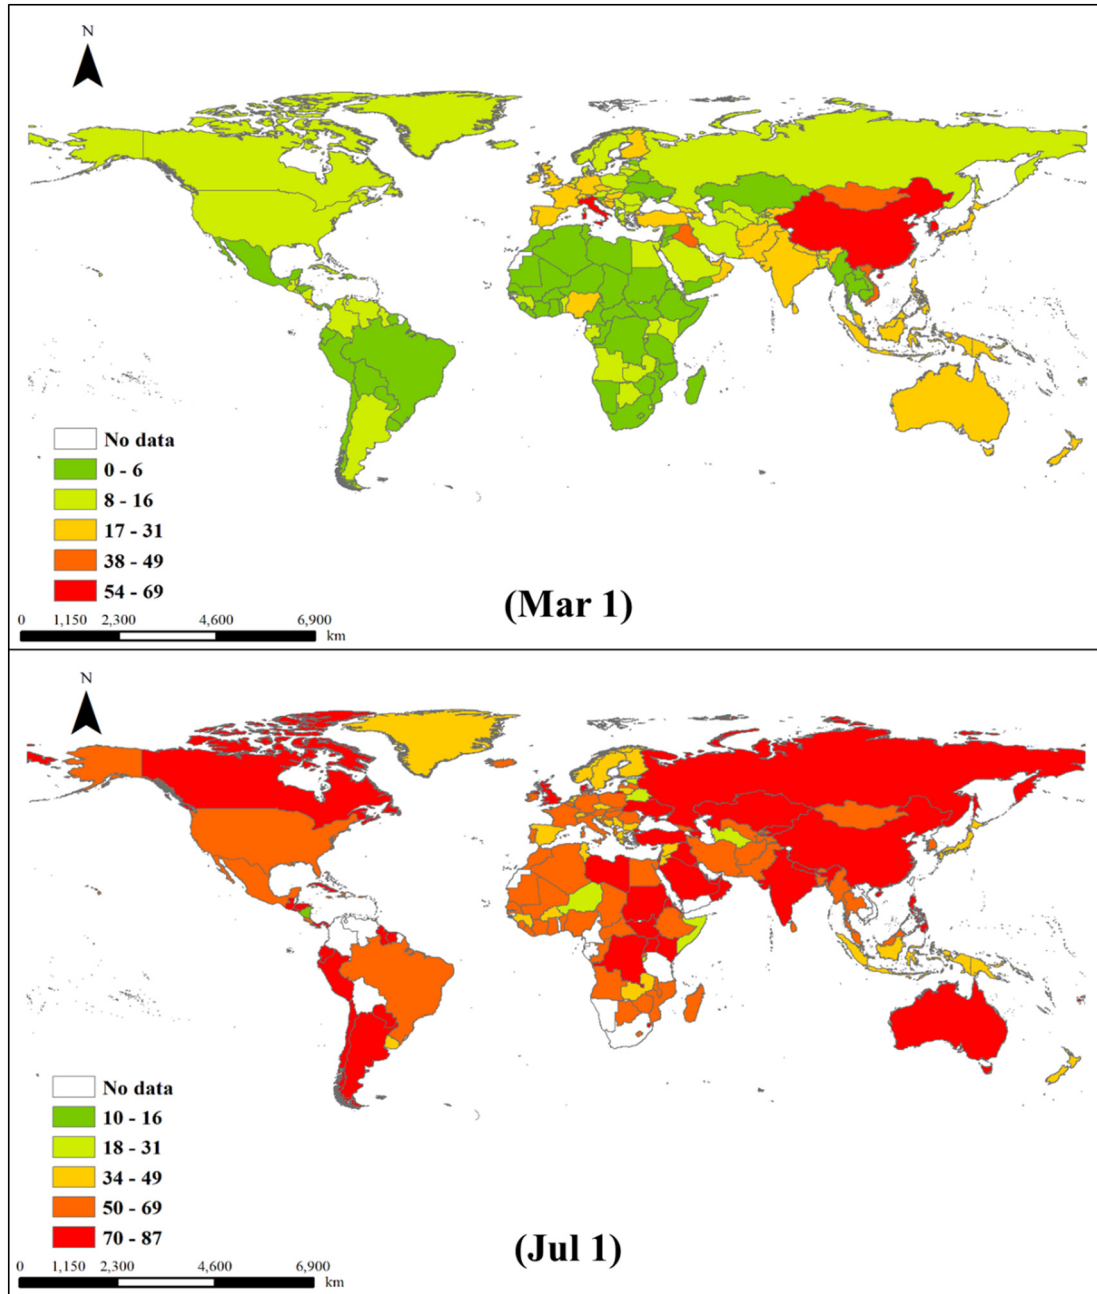 N
No data
0 - 6
8 - 16
17 - 31
38 - 49
54 - 69
(Mar 1)
0 1,150 2,300 4,600 6,900
km
N
No data
10 - 16
18 - 31
34 - 49
50 - 69
70 - 87
(Jul 1)
0 1,150 2,300 4,600 6,900
km